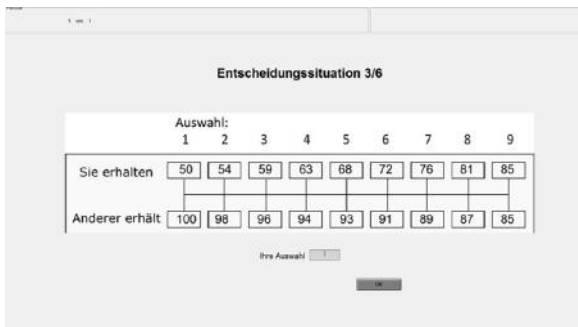 Entscheidungssituation 3/6
Auswahl:
1 2 3 4 5 6 7 8 9
Sie erhalten 50 54 59 63 68 72 76 81 85
Anderer erhält 100 98 96 94 93 91 89 87 85
Ihre Auswahl 1
OK